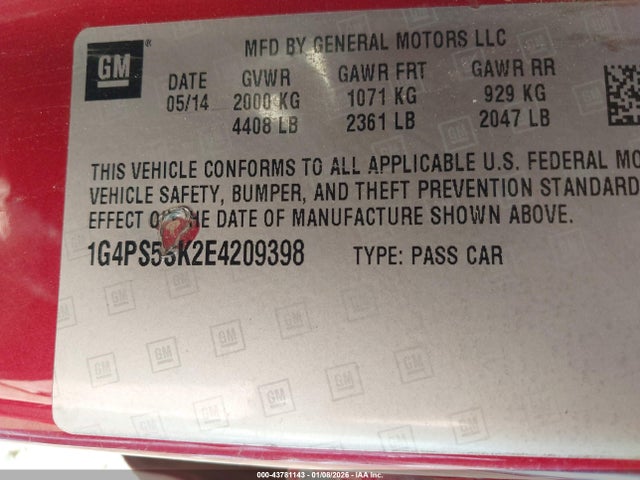 GM
MFD BY GENERAL MOTORS LLC
DATE GVWR GAWR FRT GAWR RR
05/14 2000 KG 1071 KG 929 KG
4408 LB 2361 LB 2047 LB
THIS VEHICLE CONFORMS TO ALL APPLICABLE U.S. FEDERAL MO
VEHICLE SAFETY, BUMPER, AND THEFT PREVENTION STANDARD
EFFECT THE DATE OF MANUFACTURE SHOWN ABOVE.
TYPE: PASS CAR
000-43781143 - 01/08/2026 - IAA Inc.